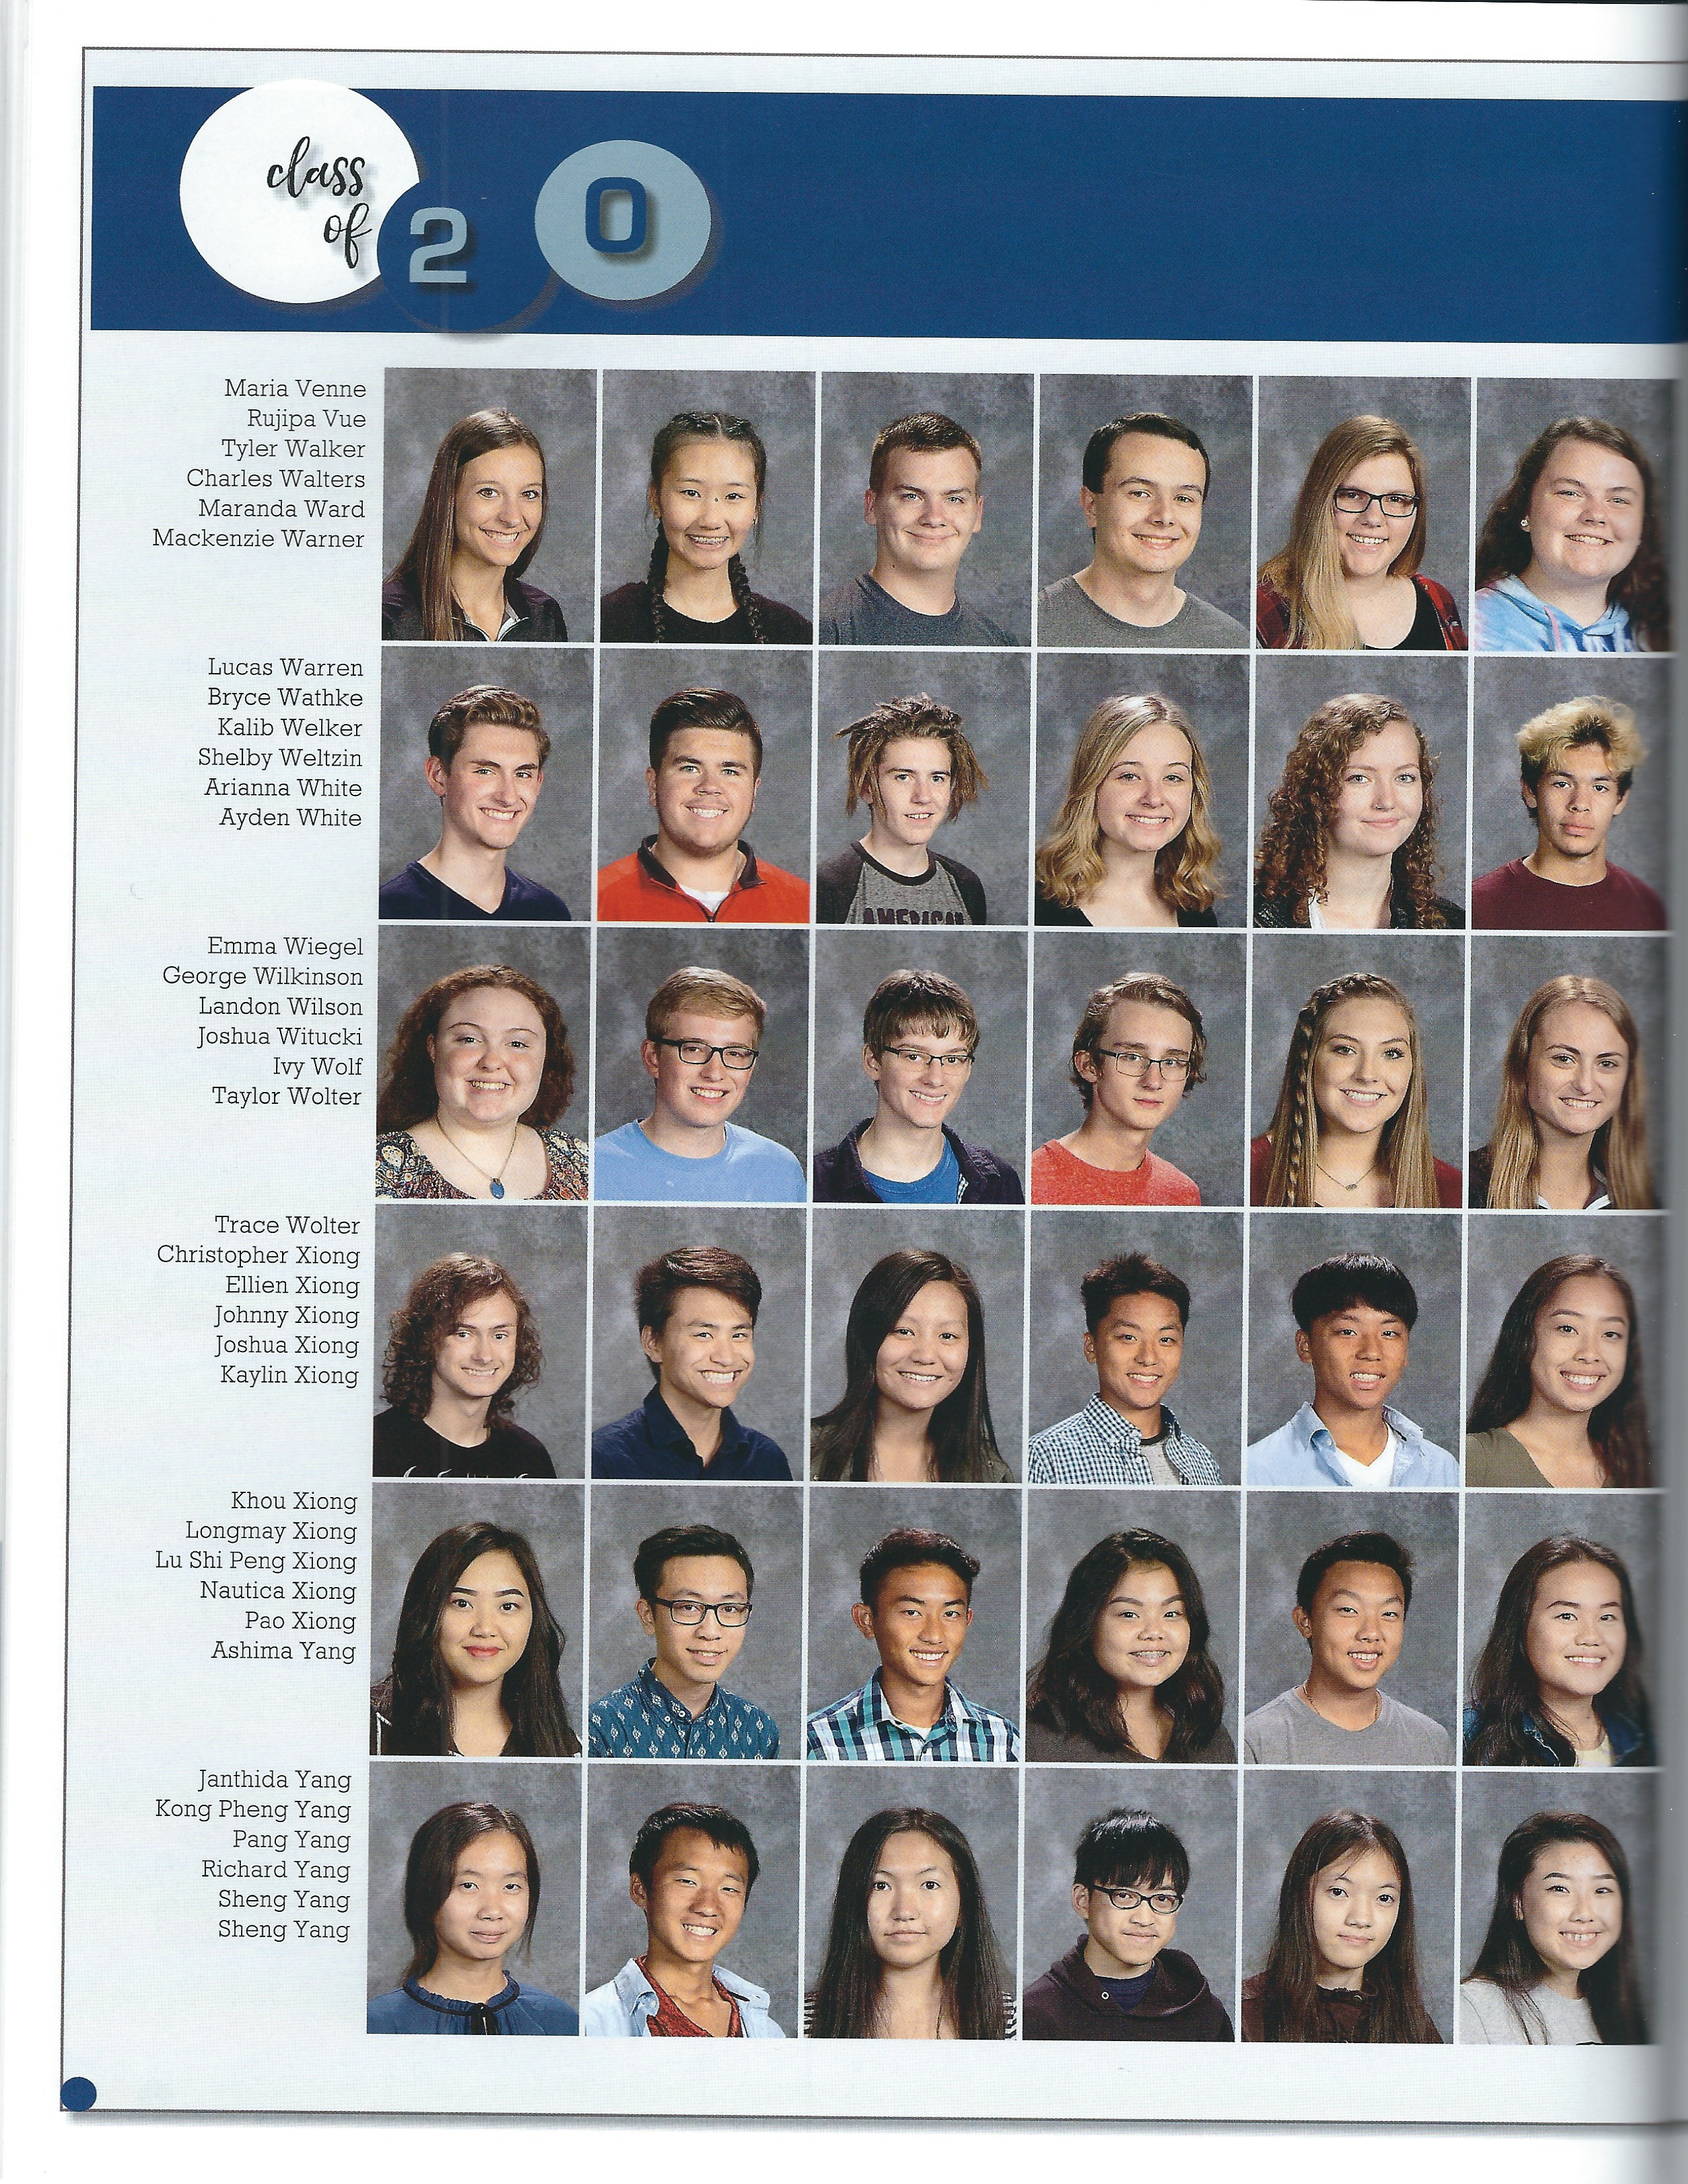 class
of
2 0
Maria Venne
Rujipa Vue
Tyler Walker
Charles Walters
Maranda Ward
Mackenzie Warner
Lucas Warren
Bryce Wathke
Kalib Welker
Shelby Weltzin
Arianna White
Ayden White
AMERICAN
Emma Wiegel
George Wilkinson
Landon Wilson
Joshua Witucki
Ivy Wolf
Taylor Wolter
Trace Wolter
Christopher Xiong
Ellien Xiong
Johnny Xiong
Joshua Xiong
Kaylin Xiong
Khou Xiong
Longmay Xiong
Lu Shi Peng Xiong
Nautica Xiong
Pao Xiong
Ashima Yang
Janthida Yang
Kong Pheng Yang
Pang Yang
Richard Yang
Sheng Yang
Sheng Yang